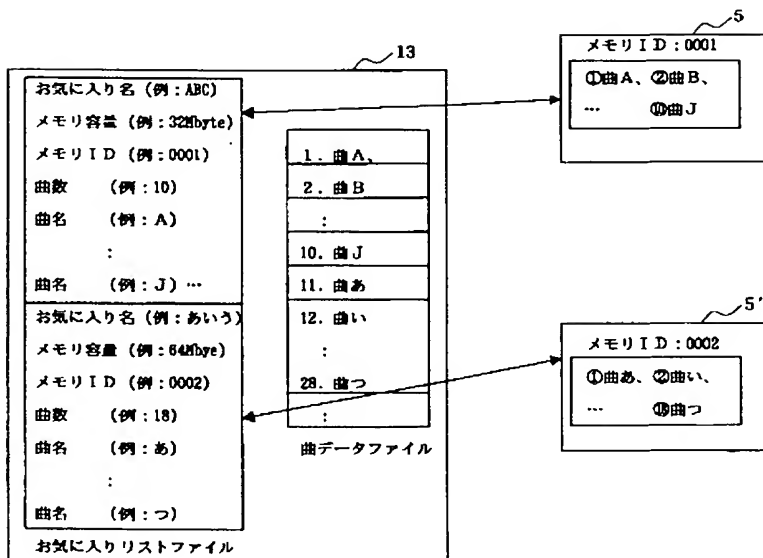 13
お気に入り名 (例：ABC)
メモリ容量 (例：32Mbyte)
メモリID (例：0001)
曲数 (例：10)
曲名 (例：A)
：
曲名 (例：J) …
お気に入り名 (例：あいう)
メモリ容量 (例：64Mbye)
メモリID (例：0002)
曲数 (例：18)
曲名 (例：あ)
：
曲名 (例：つ)
お気に入りリストファイル
1．曲A、
2．曲B
：
10．曲J
11．曲あ
12．曲い
：
28．曲つ
：
曲データファイル
5
メモリID：0001
①曲A、②曲B、
… ⑩曲J
5'
メモリID：0002
①曲あ、②曲い、
… ⑱曲つ